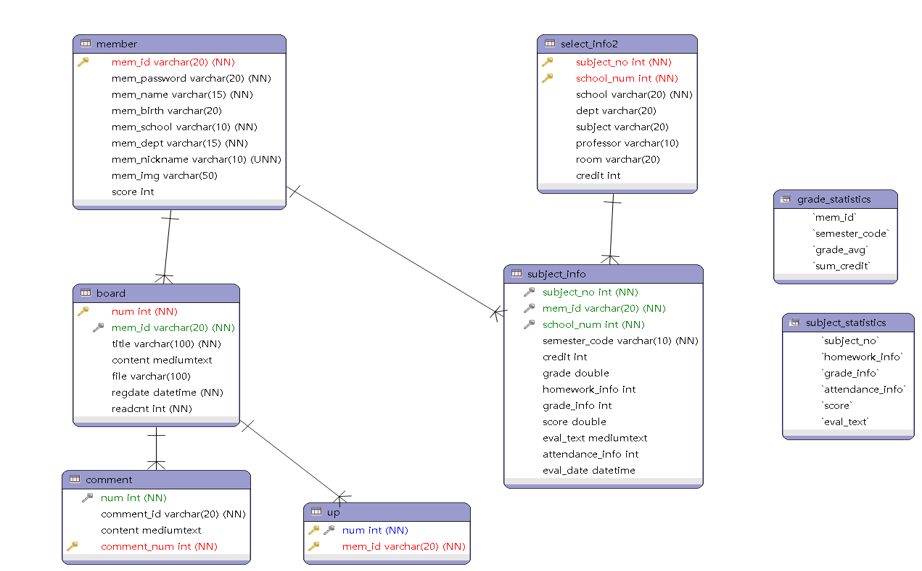 member
mem_id varchar(20) (NN)
mem_password varchar(20) (NN)
mem_name varchar(15) (NN)
mem_birth varchar(20)
mem_school varchar(10) (NN)
mem_dept varchar(15) (NN)
mem_nickname varchar(10) (UNN)
mem_img varchar(50)
score int
select_info2
subject_no int (NN)
school_num int (NN)
school varchar(20) (NN)
dept varchar(20)
subject varchar(20)
professor varchar(10)
room varchar(20)
credit int
grade_statistics
`mem_id`
`semester_code`
`grade_avg`
`sum_credit`
board
num int (NN)
mem_id varchar(20) (NN)
title varchar(100) (NN)
content mediumtext
file varchar(100)
regdate datetime (NN)
readcnt int (NN)
subject_info
subject_no int (NN)
mem_id varchar(20) (NN)
school_num int (NN)
semester_code varchar(10) (NN)
credit int
grade double
homework_info int
grade_info int
score double
eval_text mediumtext
attendance_info int
eval_date datetime
subject_statistics
`subject_no`
`homework_info`
`grade_info`
`attendance_info`
`score`
`eval_text`
comment
num int (NN)
comment_id varchar(20) (NN)
content mediumtext
comment_num int (NN)
up
num int (NN)
mem_id varchar(20) (NN)